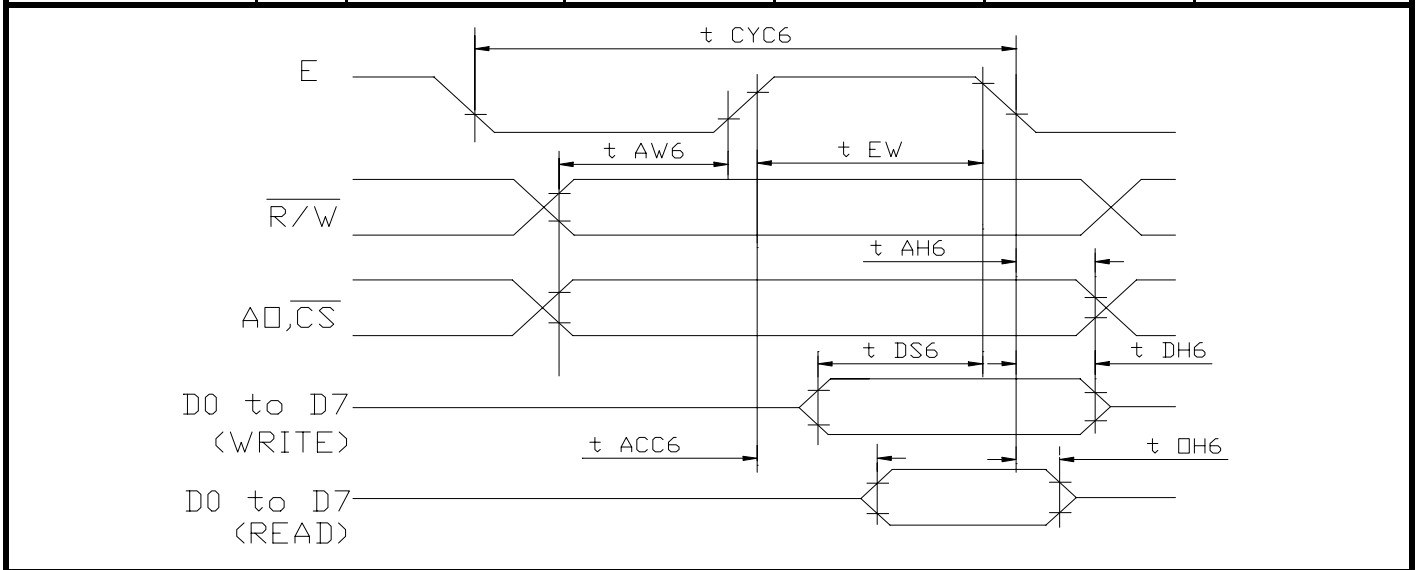 t CYC6
E
t AW6
t EW
R/W
t AH6
A0,CS
t DS6
t DH6
D0 to D7
(WRITE)
t ACC6
t OH6
D0 to D7
(READ)